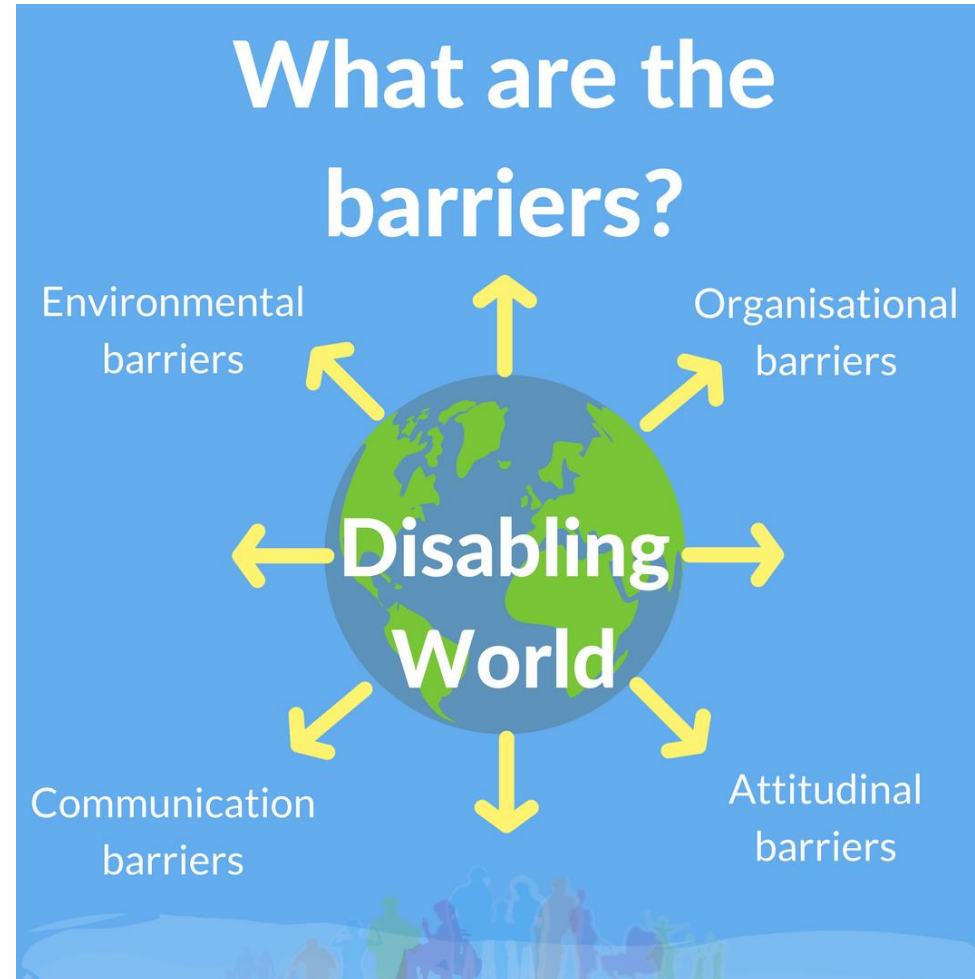 What are the
barriers?
Environmental
barriers
Organisational
barriers
Disabling
World
Communication
barriers
Attitudinal
barriers